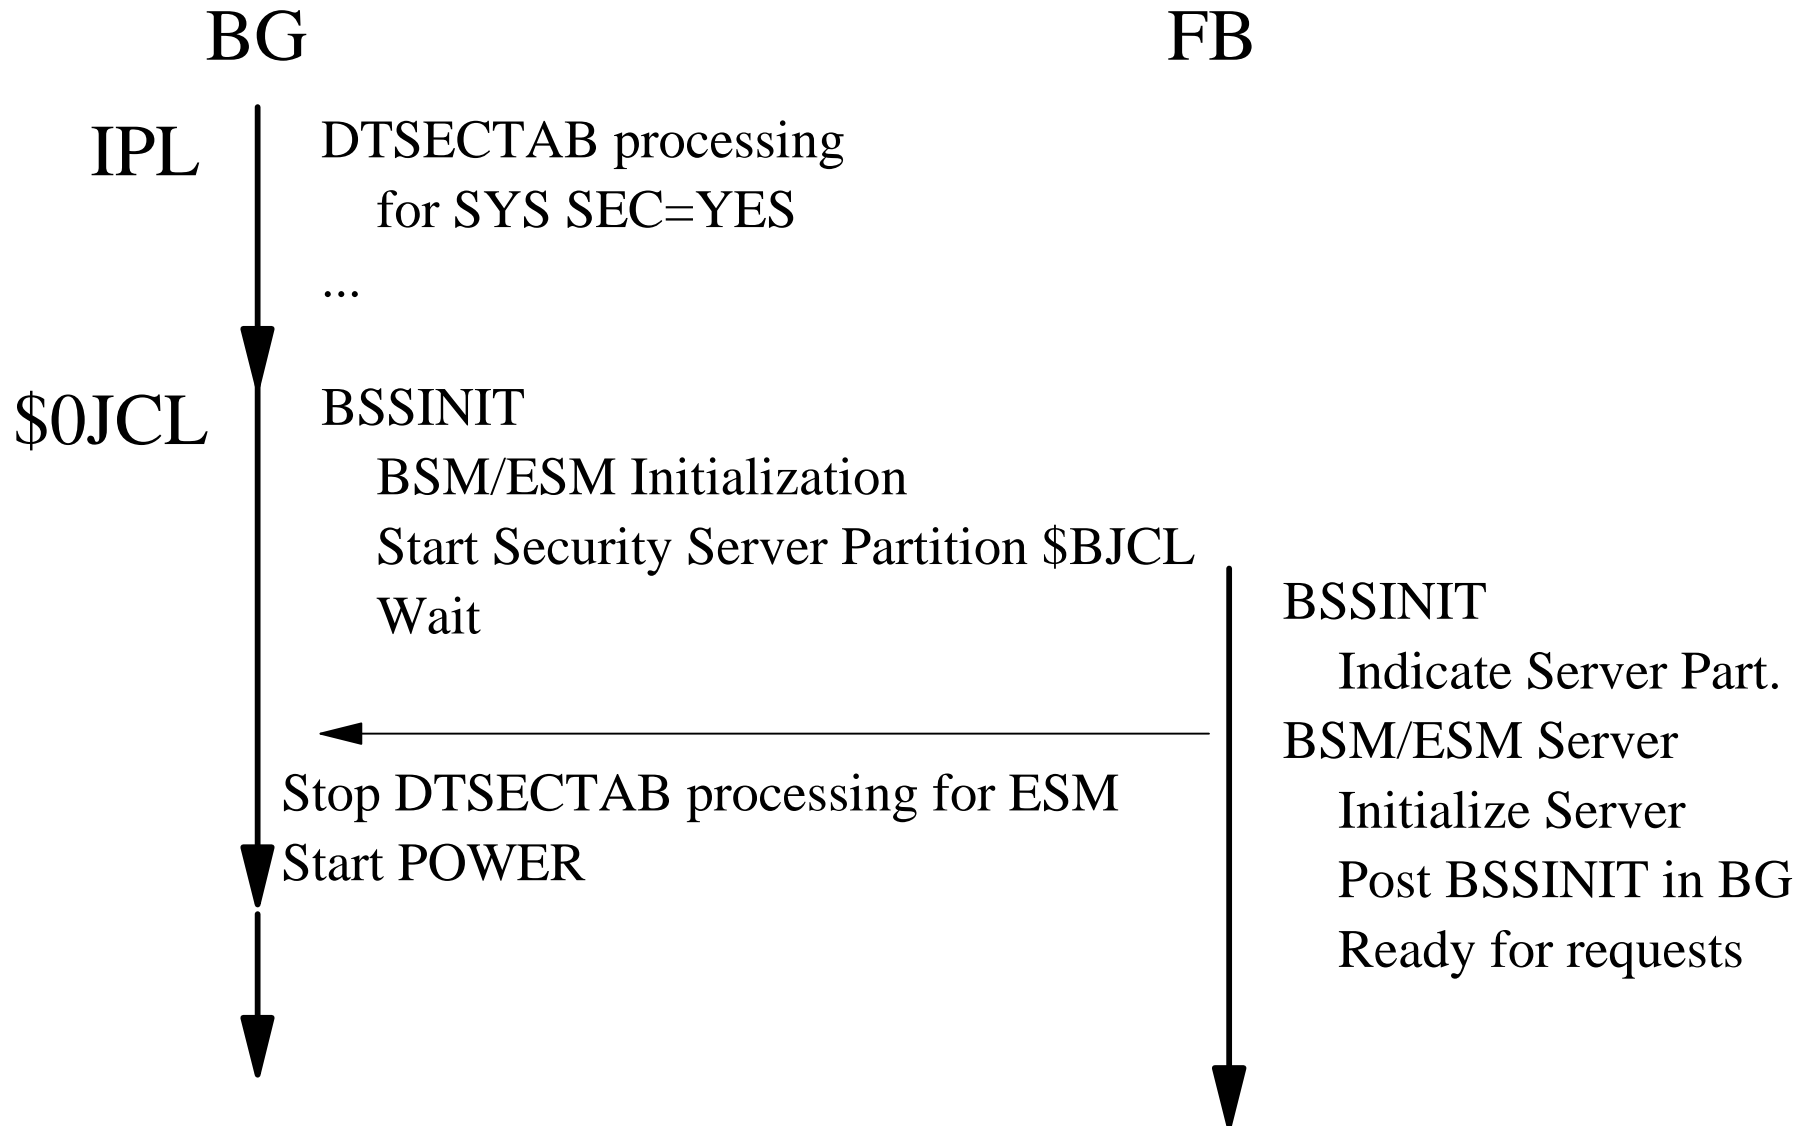 BG
FB
IPL
DTSECTAB processing
for SYS SEC=YES
...
$0JCL
BSSINIT
BSM/ESM Initialization
Start Security Server Partition $BJCL
Wait
BSSINIT
Indicate Server Part.
BSM/ESM Server
Initialize Server
Post BSSINIT in BG
Ready for requests
Stop DTSECTAB processing for ESM
Start POWER